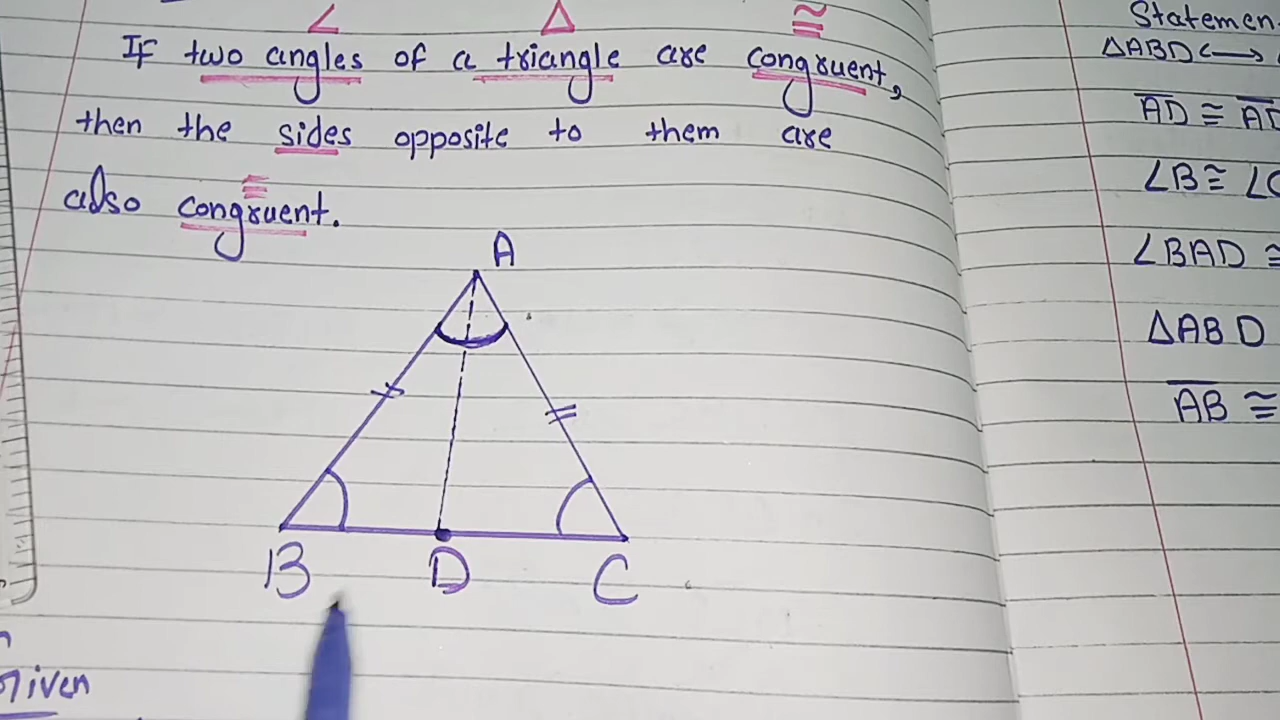 ∠ Δ ≅
If two angles of a triangle are congruent,
then the sides opposite to them are
≅
also congruent.
A
B D C
Given
Statemen
ΔABD ⟷
AD ≅ AD
∠B ≅ ∠C
∠BAD ≅
ΔABD
AB ≅